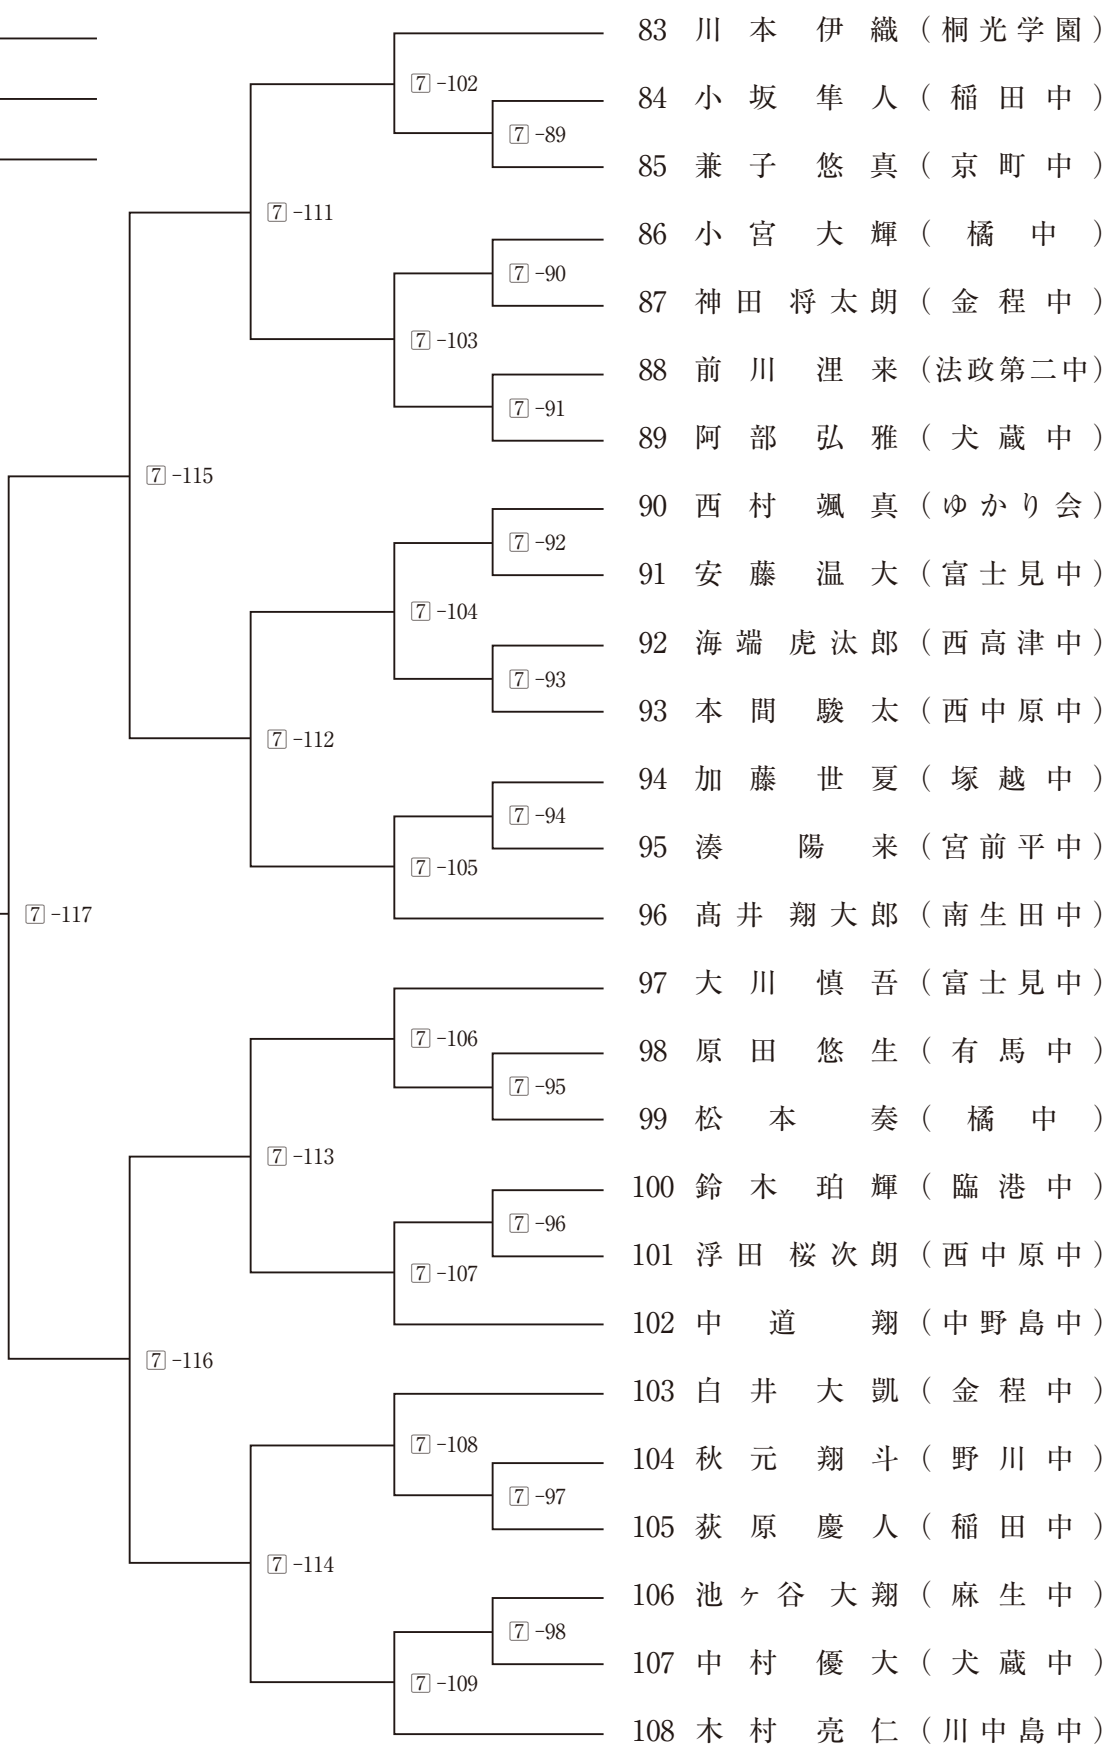 83 川本 伊織 (桐光学園)
7-102
84 小坂 隼人 (稲田中)
7-89
85 兼子 悠真 (京町中)
7-111
86 小宮 大輝 (橘中)
7-90
87 神田 将太朗 (金程中)
7-103
88 前川 浬来 (法政第二中)
7-91
89 阿部 弘雅 (犬蔵中)
7-115
90 西村 颯真 (ゆかり会)
7-92
91 安藤 温大 (富士見中)
7-104
92 海端 虎汰郎 (西高津中)
7-93
93 本間 駿太 (西中原中)
7-112
94 加藤 世夏 (塚越中)
7-94
95 湊 陽来 (宮前平中)
7-105
96 髙井 翔大郎 (南生田中)
7-117
97 大川 慎吾 (富士見中)
7-106
98 原田 悠生 (有馬中)
7-95
99 松本 奏 (橘中)
7-113
100 鈴木 珀輝 (臨港中)
7-96
101 浮田 桜次朗 (西中原中)
7-107
102 中道 翔 (中野島中)
7-116
103 白井 大凱 (金程中)
7-108
104 秋元 翔斗 (野川中)
7-97
105 荻原 慶人 (稲田中)
7-114
106 池ヶ谷 大翔 (麻生中)
7-98
107 中村 優大 (犬蔵中)
7-109
108 木村 亮仁 (川中島中)